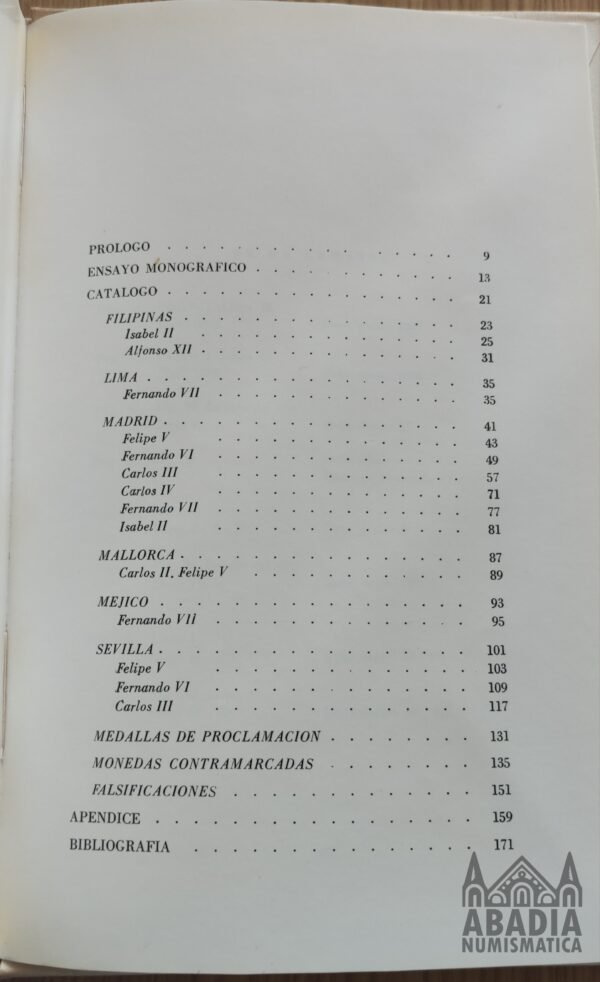 PROLOGO . . . . . . . . . . . . . . . 9
ENSAYO MONOGRAFICO . . . . . . . . . . . 13
CATALOGO . . . . . . . . . . . . . . . 21
FILIPINAS . . . . . . . . . . . . . . 23
Isabel II . . . . . . . . . . . . . 25
Alfonso XII . . . . . . . . . . . . . 31
LIMA . . . . . . . . . . . . . . . 35
Fernando VII . . . . . . . . . . . . . 35
MADRID . . . . . . . . . . . . . . 41
Felipe V . . . . . . . . . . . . . 43
Fernando VI . . . . . . . . . . . . . 49
Carlos III . . . . . . . . . . . . . 57
Carlos IV . . . . . . . . . . . . . 71
Fernando VII . . . . . . . . . . . . . 77
Isabel II . . . . . . . . . . . . . 81
MALLORCA . . . . . . . . . . . . . . 87
Carlos II. Felipe V . . . . . . . . . . . 89
MEJICO . . . . . . . . . . . . . . 93
Fernando VII . . . . . . . . . . . . . 95
SEVILLA . . . . . . . . . . . . . . 101
Felipe V . . . . . . . . . . . . . 103
Fernando VI . . . . . . . . . . . . . 109
Carlos III . . . . . . . . . . . . . 117
MEDALLAS DE PROCLAMACION . . . . . . . . 131
MONEDAS CONTRAMARCADAS . . . . . . . . 135
FALSIFICACIONES . . . . . . . . . . . . 151
APENDICE . . . . . . . . . . . . . . . 159
BIBLIOGRAFIA . . . . . . . . . . . . . . 171
ABADIA
NUMISMATICA